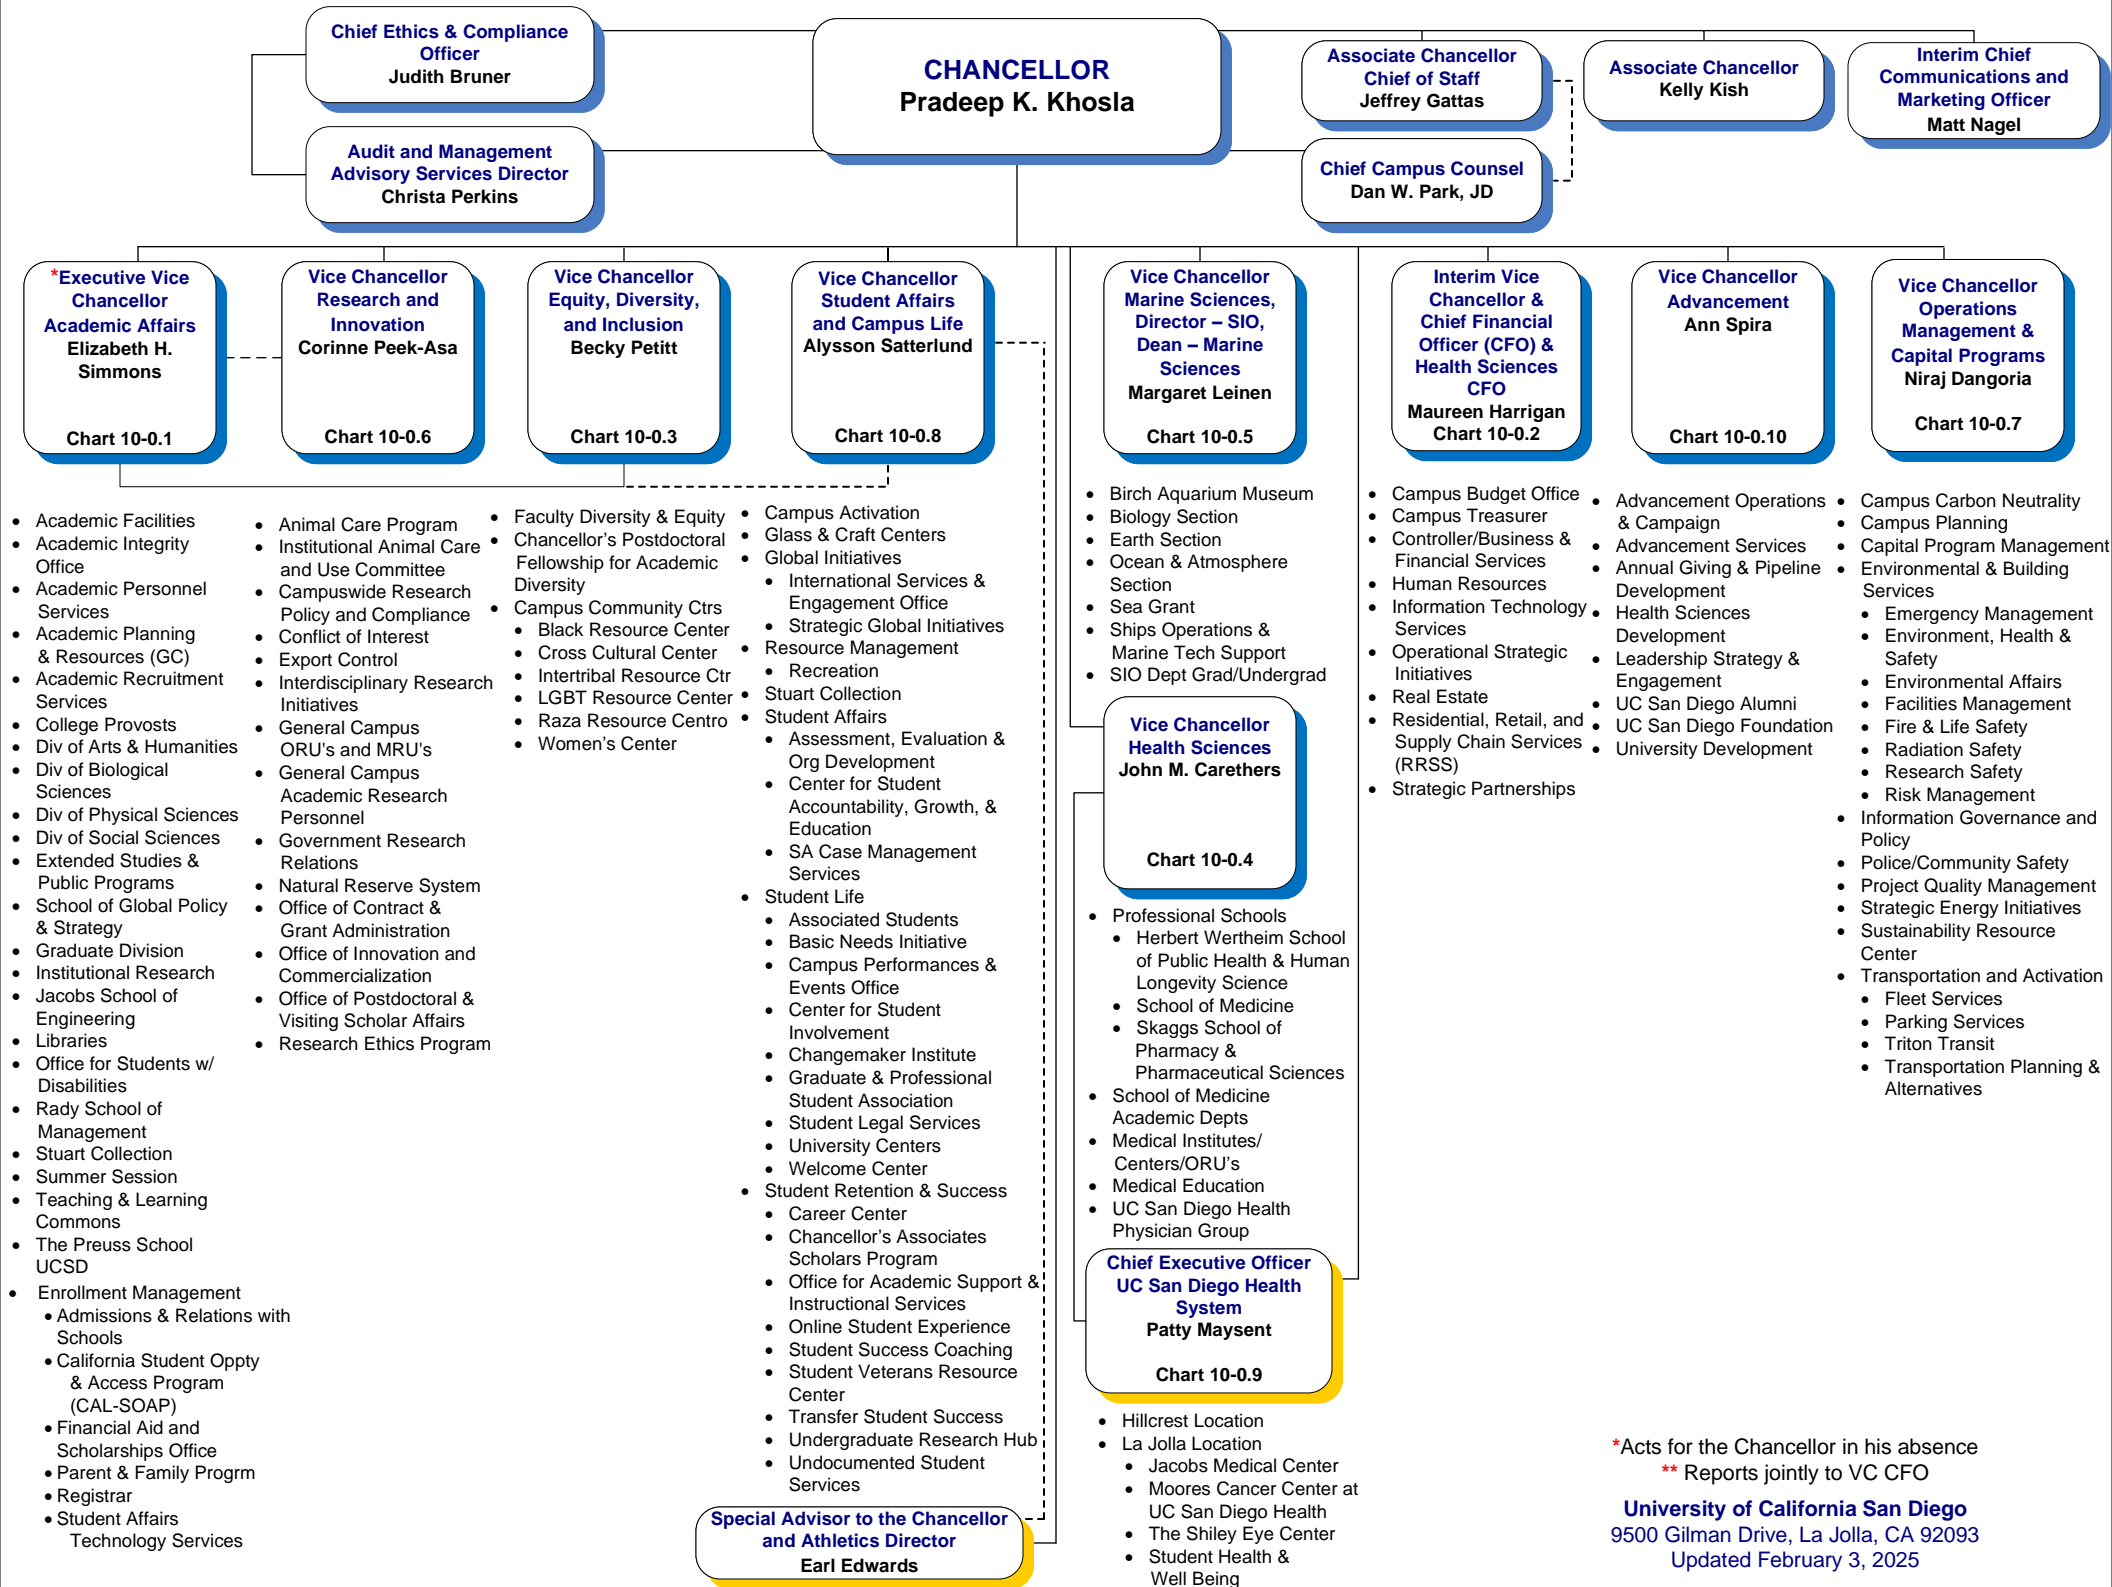 Chief Ethics & Compliance
Officer
Judith Bruner
Audit and Management
Advisory Services Director
Christa Perkins
CHANCELLOR
Pradeep K. Khosla
Associate Chancellor
Chief of Staff
Jeffrey Gattas
Chief Campus Counsel
Dan W. Park, JD
Associate Chancellor
Kelly Kish
Interim Chief
Communications and
Marketing Officer
Matt Nagel
*Executive Vice
Chancellor
Academic Affairs
Elizabeth H.
Simmons
Chart 10-0.1
Vice Chancellor
Research and
Innovation
Corinne Peek-Asa
Chart 10-0.6
Vice Chancellor
Equity, Diversity,
and Inclusion
Becky Petitt
Chart 10-0.3
Vice Chancellor
Student Affairs
and Campus Life
Alysson Satterlund
Chart 10-0.8
Vice Chancellor
Marine Sciences,
Director – SIO,
Dean – Marine
Sciences
Margaret Leinen
Chart 10-0.5
Interim Vice
Chancellor &
Chief Financial
Officer (CFO) &
Health Sciences
CFO
Maureen Harrigan
Chart 10-0.2
Vice Chancellor
Advancement
Ann Spira
Chart 10-0.10
Vice Chancellor
Operations
Management &
Capital Programs
Niraj Dangoria
Chart 10-0.7
• Academic Facilities
• Academic Integrity
Office
• Academic Personnel
Services
• Academic Planning
& Resources (GC)
• Academic Recruitment
Services
• College Provosts
• Div of Arts & Humanities
• Div of Biological
Sciences
• Div of Physical Sciences
• Div of Social Sciences
• Extended Studies &
Public Programs
• School of Global Policy
& Strategy
• Graduate Division
• Institutional Research
• Jacobs School of
Engineering
• Libraries
• Office for Students w/
Disabilities
• Rady School of
Management
• Stuart Collection
• Summer Session
• Teaching & Learning
Commons
• The Preuss School
UCSD
• Enrollment Management
• Admissions & Relations with
Schools
• California Student Oppty
& Access Program
(CAL-SOAP)
• Financial Aid and
Scholarships Office
• Parent & Family Progrm
• Registrar
• Student Affairs
Technology Services
• Animal Care Program
• Institutional Animal Care
and Use Committee
• Campuswide Research
Policy and Compliance
• Conflict of Interest
• Export Control
• Interdisciplinary Research
Initiatives
• General Campus
ORU's and MRU's
• General Campus
Academic Research
Personnel
• Government Research
Relations
• Natural Reserve System
• Office of Contract &
Grant Administration
• Office of Innovation and
Commercialization
• Office of Postdoctoral &
Visiting Scholar Affairs
• Research Ethics Program
• Faculty Diversity & Equity
• Chancellor's Postdoctoral
Fellowship for Academic
Diversity
• Campus Community Ctrs
• Black Resource Center
• Cross Cultural Center
• Intertribal Resource Ctr
• LGBT Resource Center
• Raza Resource Centro
• Women's Center
• Campus Activation
• Glass & Craft Centers
• Global Initiatives
• International Services &
Engagement Office
• Strategic Global Initiatives
• Resource Management
• Recreation
• Stuart Collection
• Student Affairs
• Assessment, Evaluation &
Org Development
• Center for Student
Accountability, Growth, &
Education
• SA Case Management
Services
• Student Life
• Associated Students
• Basic Needs Initiative
• Campus Performances &
Events Office
• Center for Student
Involvement
• Changemaker Institute
• Graduate & Professional
Student Association
• Student Legal Services
• University Centers
• Welcome Center
• Student Retention & Success
• Career Center
• Chancellor's Associates
Scholars Program
• Office for Academic Support &
Instructional Services
• Online Student Experience
• Student Success Coaching
• Student Veterans Resource
Center
• Transfer Student Success
• Undergraduate Research Hub
• Undocumented Student
Services
Special Advisor to the Chancellor
and Athletics Director
Earl Edwards
• Birch Aquarium Museum
• Biology Section
• Earth Section
• Ocean & Atmosphere
Section
• Sea Grant
• Ships Operations &
Marine Tech Support
• SIO Dept Grad/Undergrad
Vice Chancellor
Health Sciences
John M. Carethers
Chart 10-0.4
• Professional Schools
• Herbert Wertheim School
of Public Health & Human
Longevity Science
• School of Medicine
• Skaggs School of
Pharmacy &
Pharmaceutical Sciences
• School of Medicine
Academic Depts
• Medical Institutes/
Centers/ORU's
• Medical Education
• UC San Diego Health
Physician Group
Chief Executive Officer
UC San Diego Health
System
Patty Maysent
Chart 10-0.9
• Hillcrest Location
• La Jolla Location
• Jacobs Medical Center
• Moores Cancer Center at
UC San Diego Health
• The Shiley Eye Center
• Student Health &
Well Being
• Campus Budget Office
• Campus Treasurer
• Controller/Business &
Financial Services
• Human Resources
• Information Technology
Services
• Operational Strategic
Initiatives
• Real Estate
• Residential, Retail, and
Supply Chain Services
(RRSS)
• Strategic Partnerships
• Advancement Operations
& Campaign
• Advancement Services
• Annual Giving & Pipeline
Development
• Health Sciences
Development
• Leadership Strategy &
Engagement
• UC San Diego Alumni
• UC San Diego Foundation
• University Development
• Campus Carbon Neutrality
• Campus Planning
• Capital Program Management
• Environmental & Building
Services
• Emergency Management
• Environment, Health &
Safety
• Environmental Affairs
• Facilities Management
• Fire & Life Safety
• Radiation Safety
• Research Safety
• Risk Management
• Information Governance and
Policy
• Police/Community Safety
• Project Quality Management
• Strategic Energy Initiatives
• Sustainability Resource
Center
• Transportation and Activation
• Fleet Services
• Parking Services
• Triton Transit
• Transportation Planning &
Alternatives
*Acts for the Chancellor in his absence
** Reports jointly to VC CFO
University of California San Diego
9500 Gilman Drive, La Jolla, CA 92093
Updated February 3, 2025